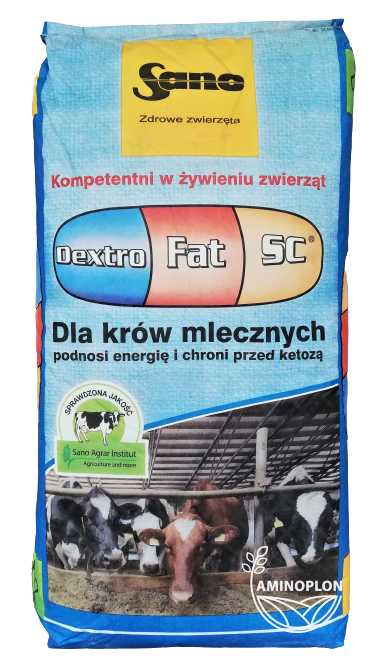 Sano
Zdrowe zwierzęta
Kompetentni w żywieniu zwierząt
Dextro Fat SC®
Dla krów mlecznych
podnosi energię i chroni przed ketozą
SPRAWDZONA JAKOŚĆ
Sano Agrar Institut
Agriculture and more
AMINOPLON